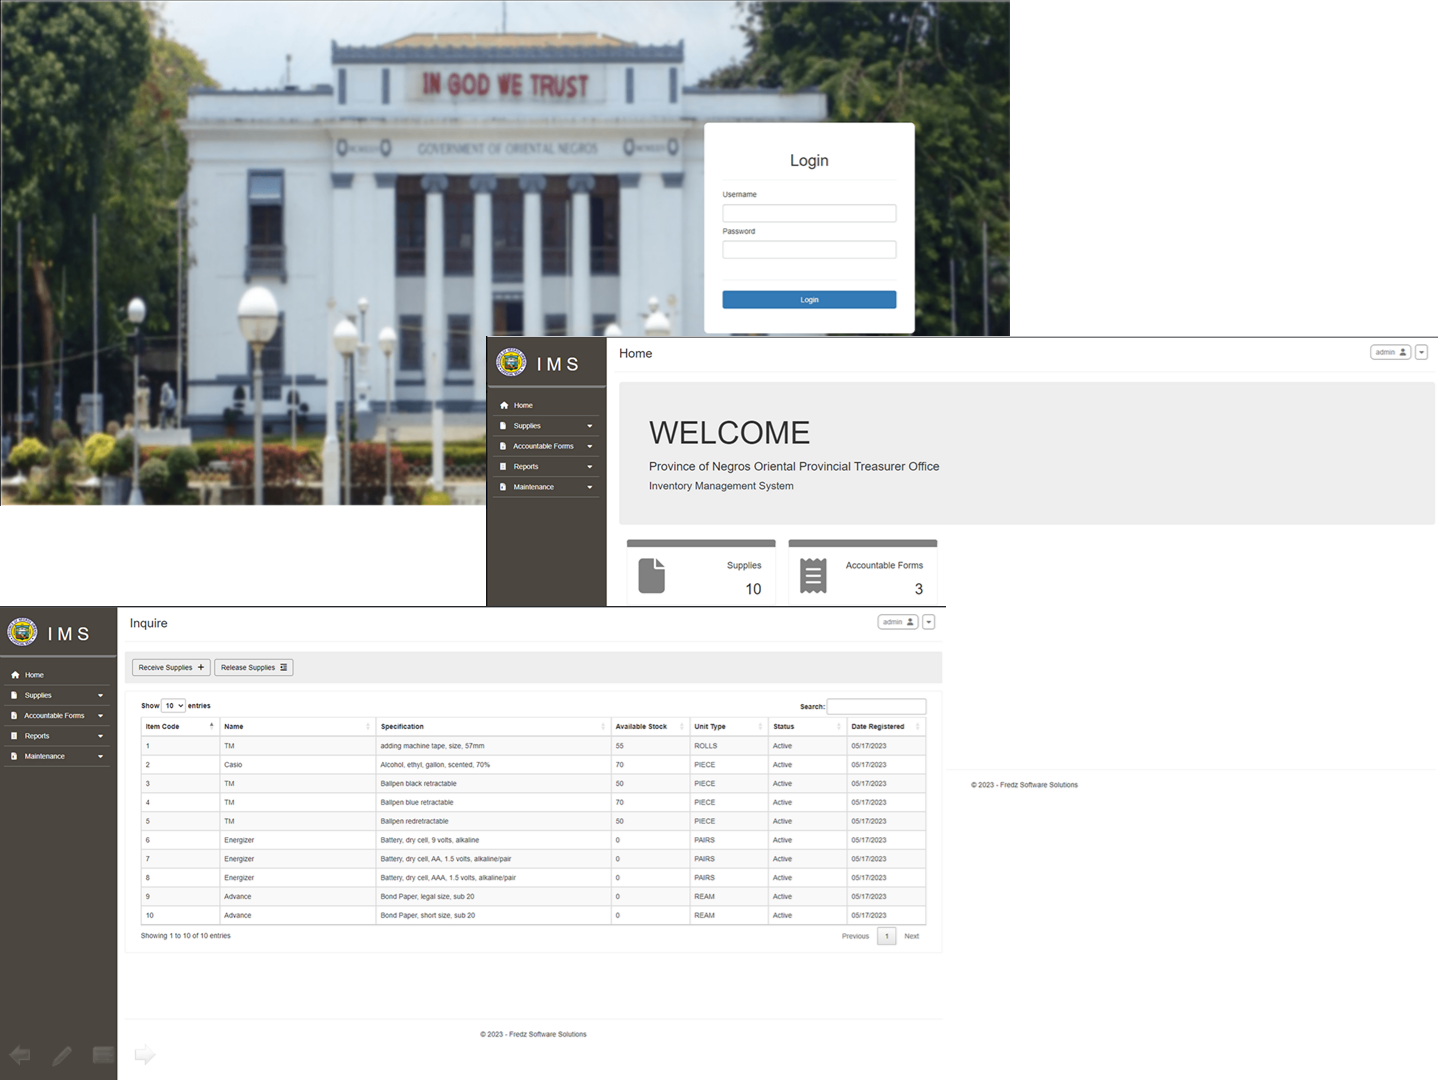 IN GOD WE TRUST
GOVERNMENT OF ORIENTAL NEGROS
Login
Username
Password
Login
IMS
Home
Supplies
Accountable Forms
Reports
Maintenance
Home
admin
WELCOME
Province of Negros Oriental Provincial Treasurer Office
Inventory Management System
Supplies
10
Accountable Forms
3
© 2023 - Fredz Software Solutions
IMS
Home
Supplies
Accountable Forms
Reports
Maintenance
Inquire
admin
Receive Supplies
Release Supplies
Show 10 entries
Search:
Item Code Name Specification Available Stock Unit Type Status Date Registered
1 TM adding machine tape, size, 57mm 55 ROLLS Active 05/17/2023
2 Casio Alcohol, ethyl, gallon, scented, 70% 70 PIECE Active 05/17/2023
3 TM Ballpen black retractable 50 PIECE Active 05/17/2023
4 TM Ballpen blue retractable 70 PIECE Active 05/17/2023
5 TM Ballpen redretractable 50 PIECE Active 05/17/2023
6 Energizer Battery, dry cell, 9 volts, alkaline 0 PAIRS Active 05/17/2023
7 Energizer Battery, dry cell, AA, 1.5 volts, alkaline/pair 0 PAIRS Active 05/17/2023
8 Energizer Battery, dry cell, AAA, 1.5 volts, alkaline/pair 0 PAIRS Active 05/17/2023
9 Advance Bond Paper, legal size, sub 20 0 REAM Active 05/17/2023
10 Advance Bond Paper, short size, sub 20 0 REAM Active 05/17/2023
Showing 1 to 10 of 10 entries
Previous 1 Next
© 2023 - Fredz Software Solutions